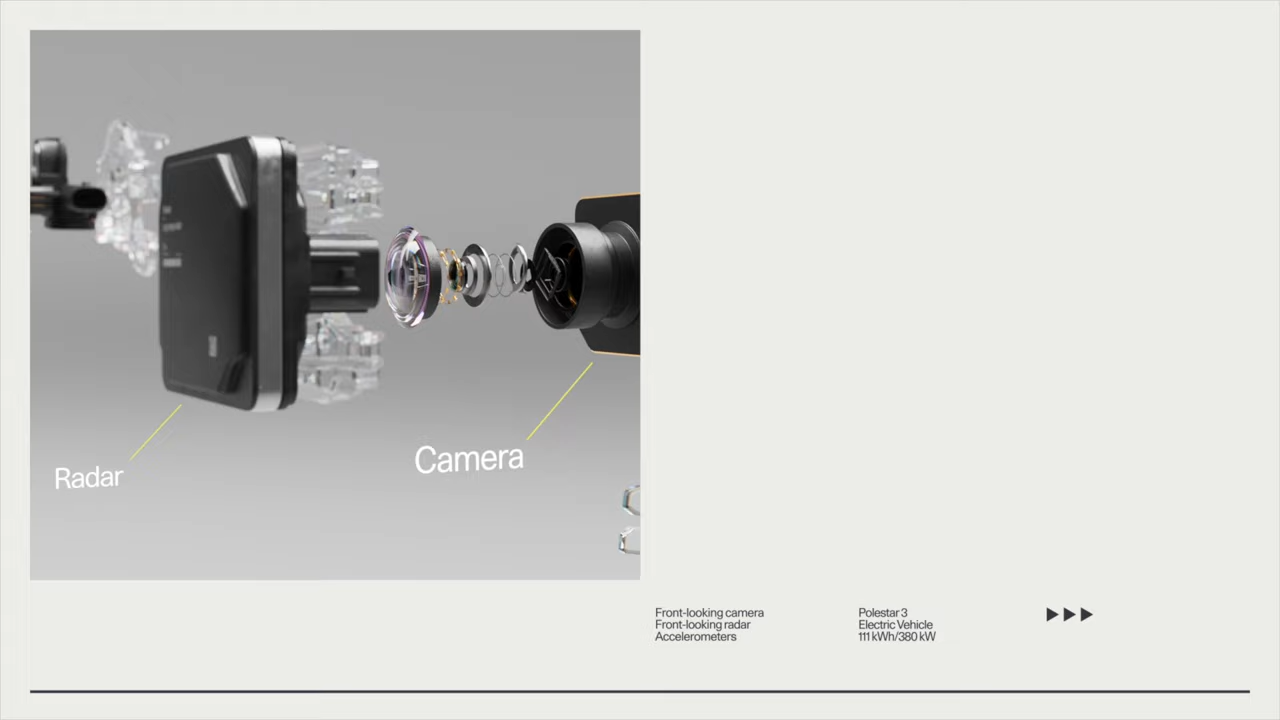 Radar
Camera
Front-looking camera
Front-looking radar
Accelerometers
Polestar 3
Electric Vehicle
111 kWh/380 kW